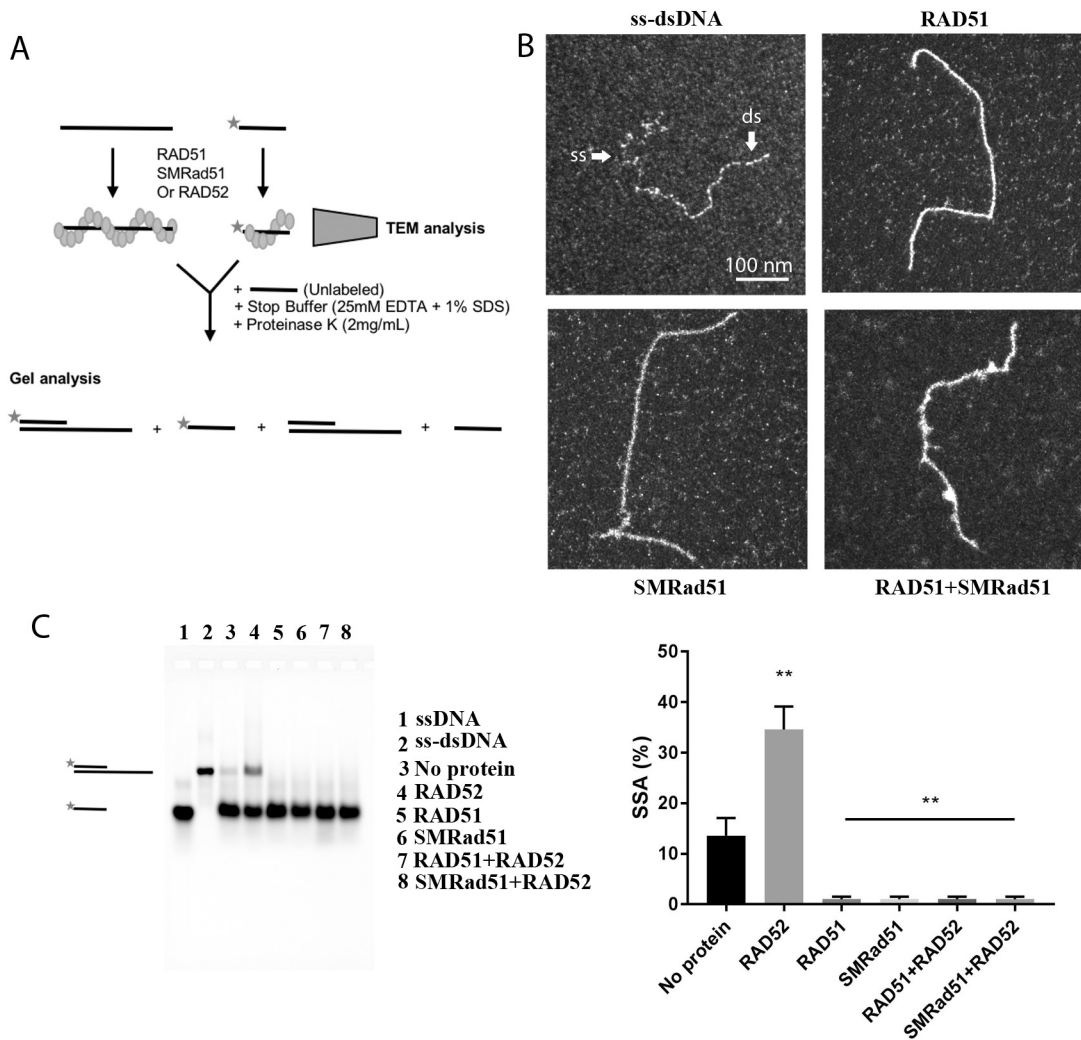 A
RAD51
SMRad51
Or RAD52
TEM analysis
+ (Unlabeled)
+ Stop Buffer (25mM EDTA + 1% SDS)
+ Proteinase K (2mg/mL)
Gel analysis
+ + +
B
ss-dsDNA
RAD51
ss
ds
100 nm
SMRad51
RAD51+SMRad51
C
1 2 3 4 5 6 7 8
1 ssDNA
2 ss-dsDNA
3 No protein
4 RAD52
5 RAD51
6 SMRad51
7 RAD51+RAD52
8 SMRad51+RAD52
SSA (%)
50
40
30
20
10
0
**
**
No protein
RAD52
RAD51
SMRad51
RAD51+RAD52
SMRad51+RAD52